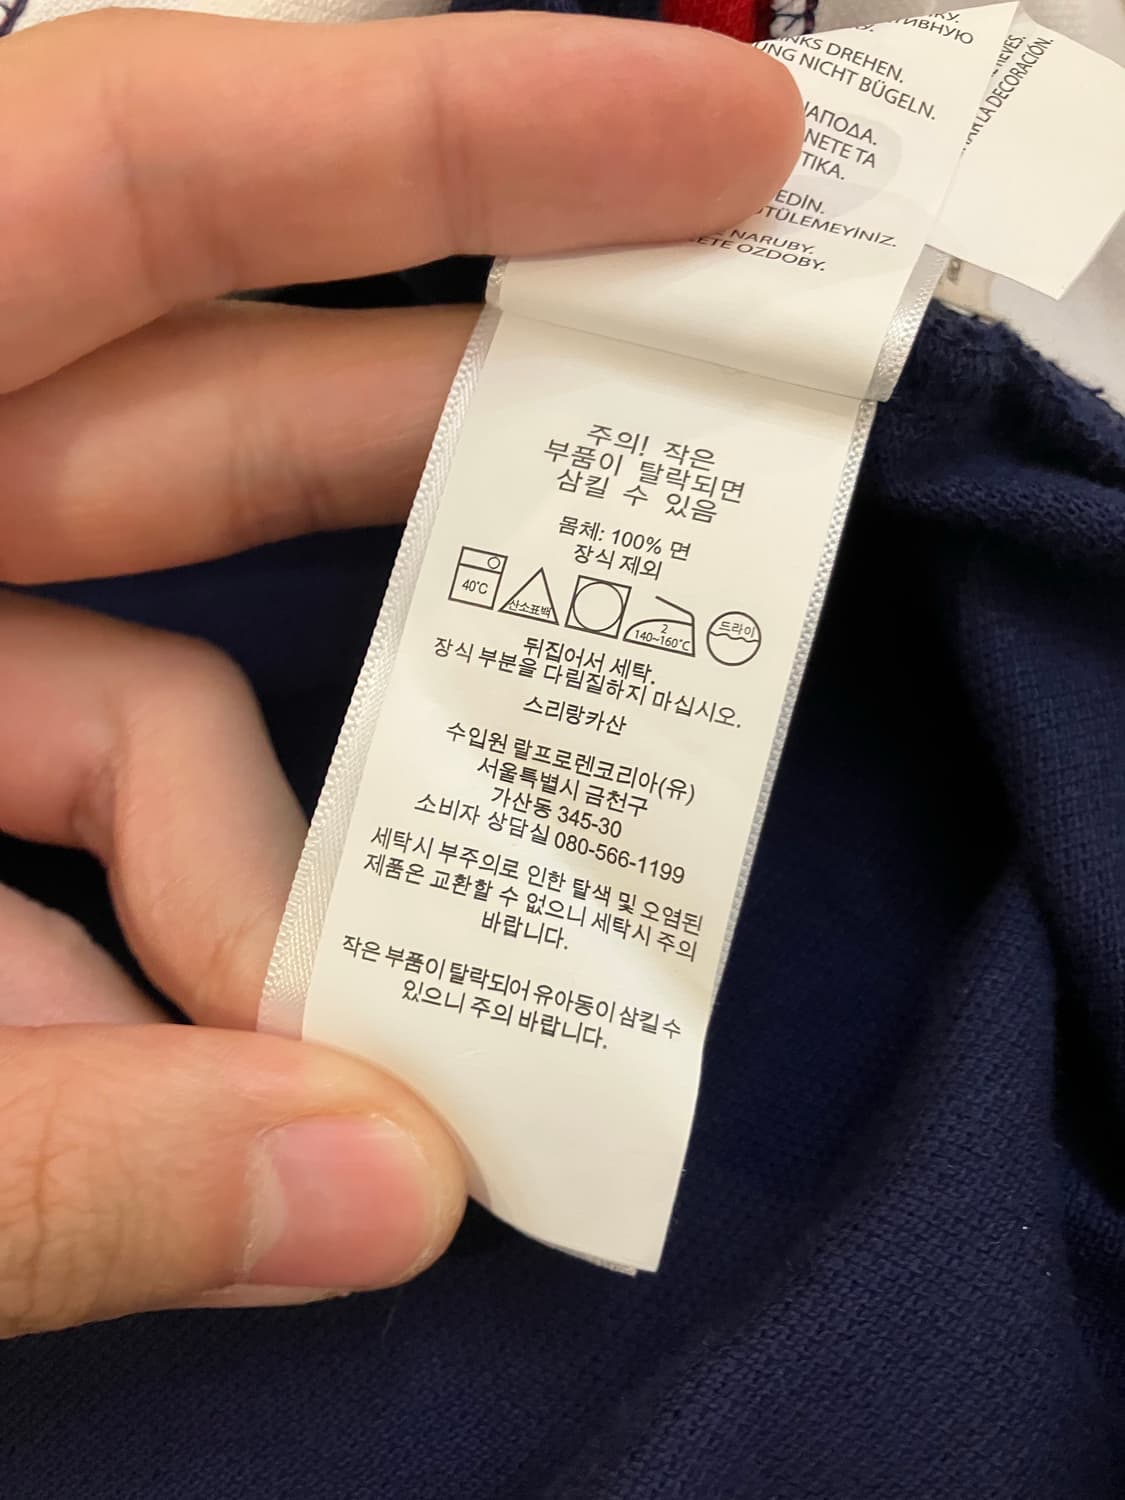 INKS DREHEN.
UNG NICHT BÜGELN.
NETE TA
EDİN.
NARUBY.
OZDOBY.
LA DECORACIÓN.
주의! 작은
부품이 탈락되면
삼킬 수 있음
몸체: 100% 면
장식 제외
40°C
산소표백
2
140~160°C
드라이
뒤집어서 세탁.
장식 부분을 다림질하지 마십시오.
스리랑카산
수입원 랄프로렌코리아(유)
서울특별시 금천구
가산동 345-30
소비자 상담실 080-566-1199
세탁시 부주의로 인한 탈색 및 오염된
제품은 교환할 수 없으니 세탁시 주의
바랍니다.
작은 부품이 탈락되어 유아동이 삼킬 수
있으니 주의 바랍니다.